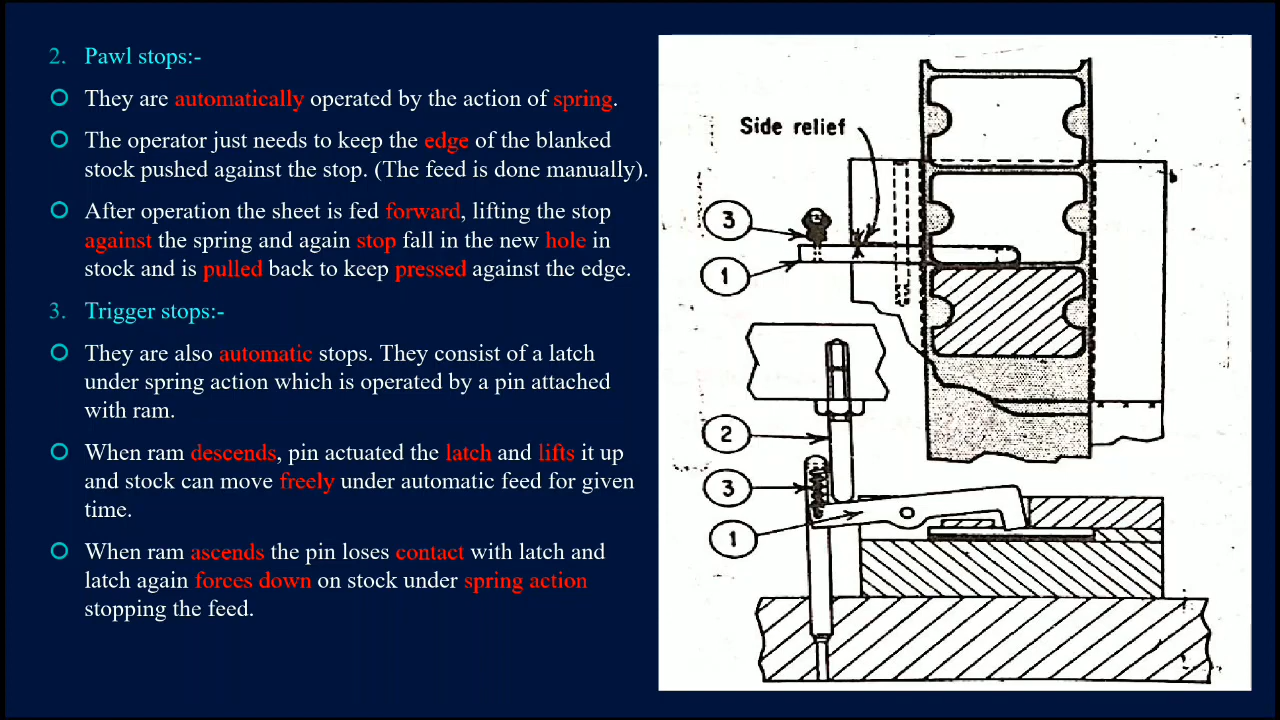 2. Pawl stops:-
They are automatically operated by the action of spring.
The operator just needs to keep the edge of the blanked
stock pushed against the stop. (The feed is done manually).
After operation the sheet is fed forward, lifting the stop
against the spring and again stop fall in the new hole in
stock and is pulled back to keep pressed against the edge.
3. Trigger stops:-
They are also automatic stops. They consist of a latch
under spring action which is operated by a pin attached
with ram.
When ram descends, pin actuated the latch and lifts it up
and stock can move freely under automatic feed for given
time.
When ram ascends the pin loses contact with latch and
latch again forces down on stock under spring action
stopping the feed.
Side relief
3
1
2
3
1